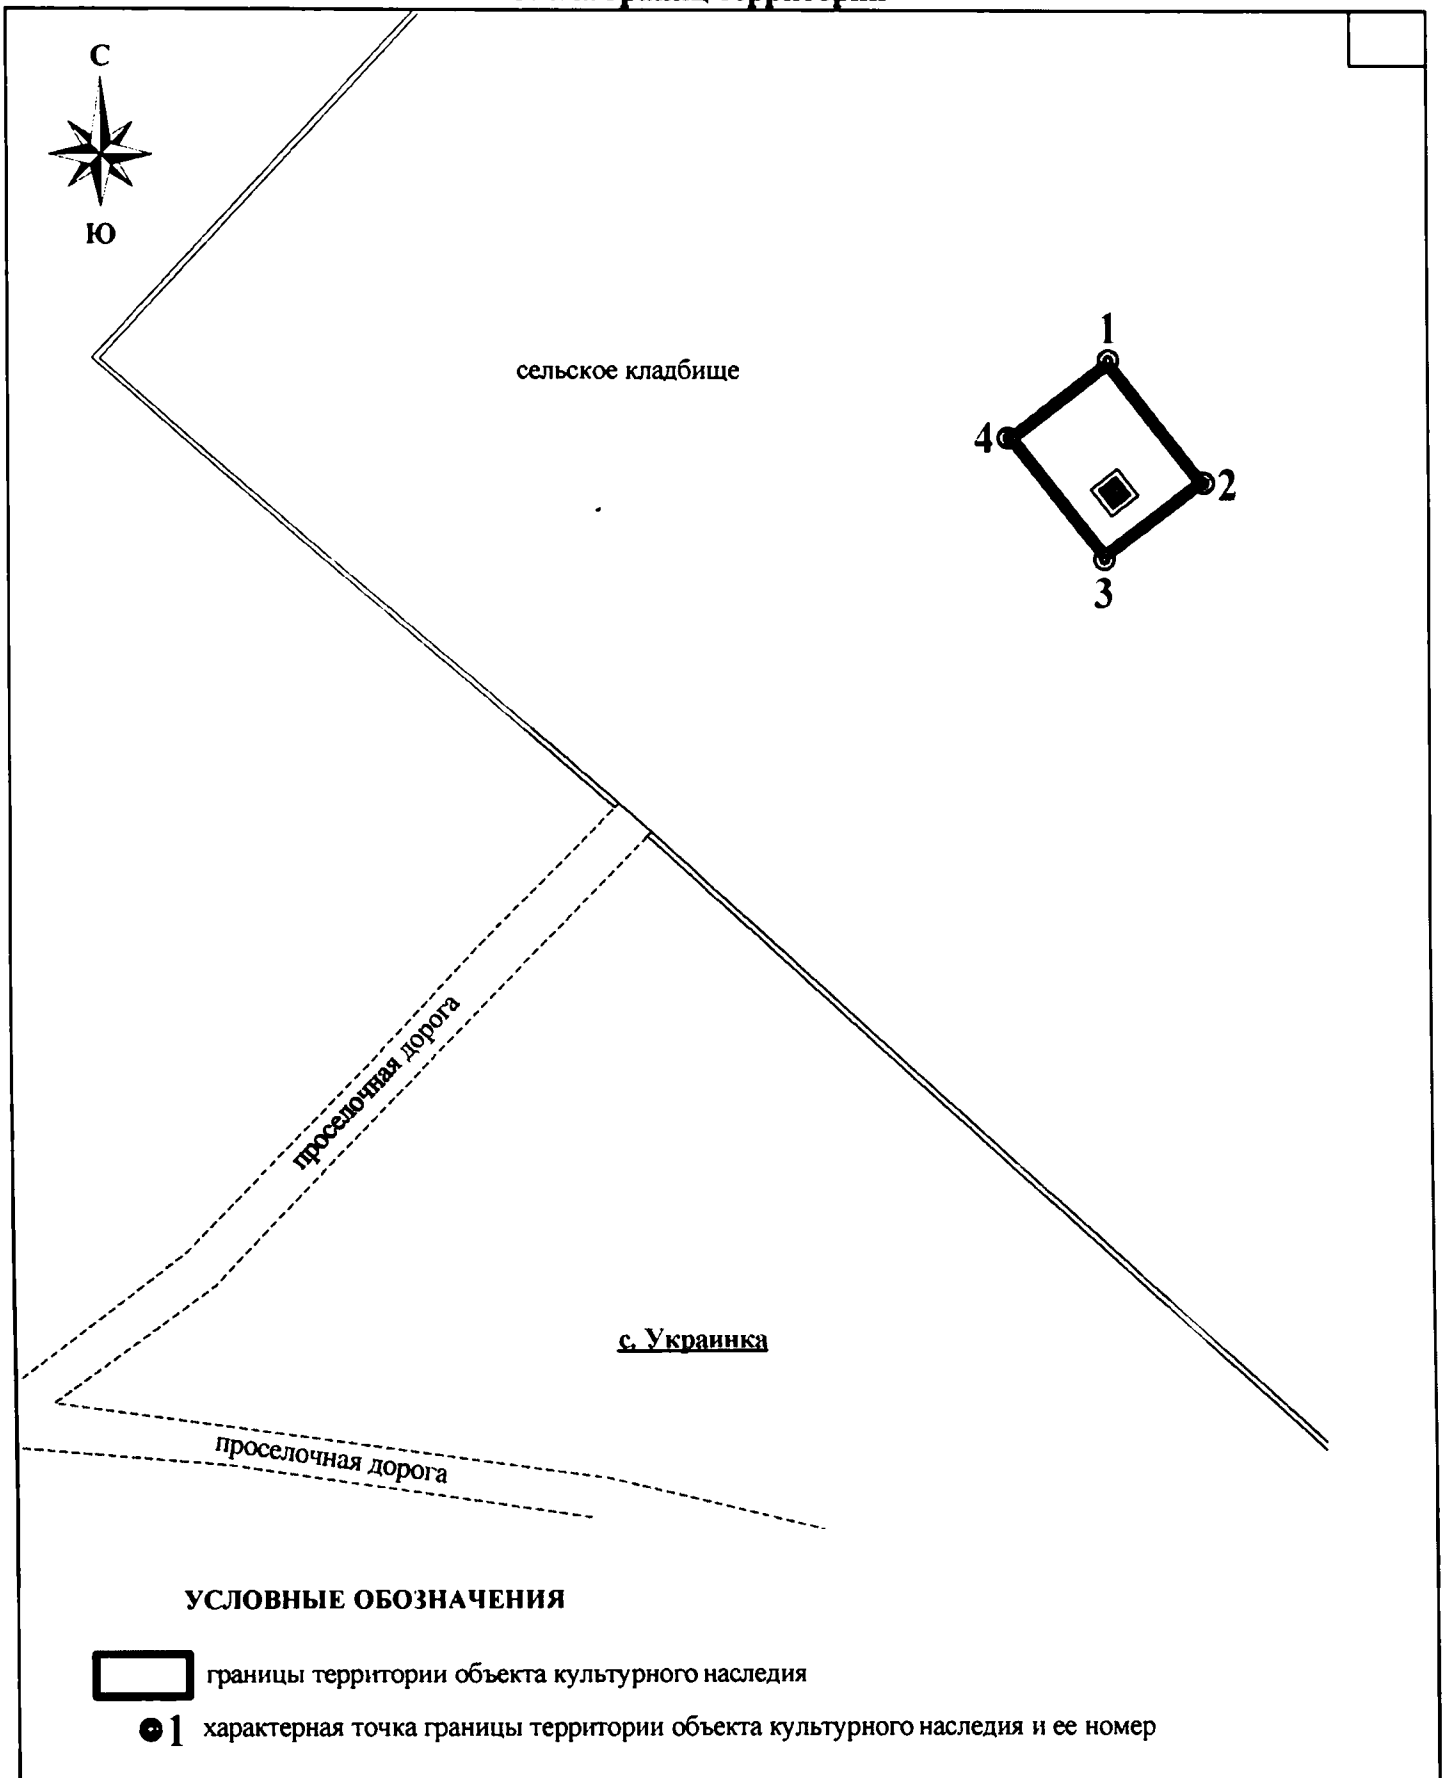 С
Ю
сельское кладбище
1
4
2
3
проселочная дорога
с. Украинка
проселочная дорога
УСЛОВНЫЕ ОБОЗНАЧЕНИЯ
границы территории объекта культурного наследия
1 характерная точка границы территории объекта культурного наследия и ее номер